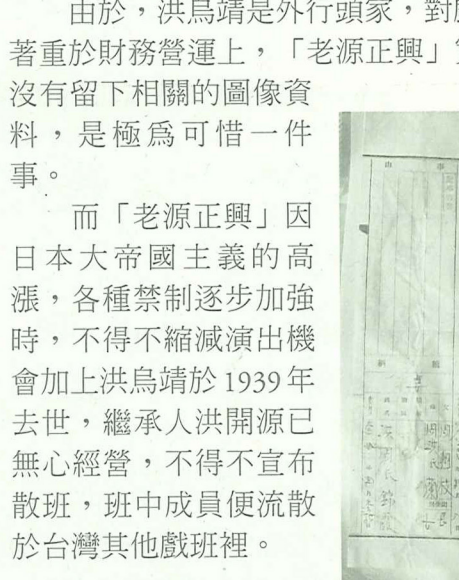 由於，洪烏靖是外行頭家，對
著重於財務營運上，「老源正興」
沒有留下相關的圖像資
料，是極為可惜一件
事。
而「老源正興」因
日本大帝國主義的高
漲，各種禁制逐步加強
時，不得不縮減演出機
會加上洪烏靖於1939年
去世，繼承人洪開源已
無心經營，不得不宣布
散班，班中成員便流散
於台灣其他戲班裡。
由
事